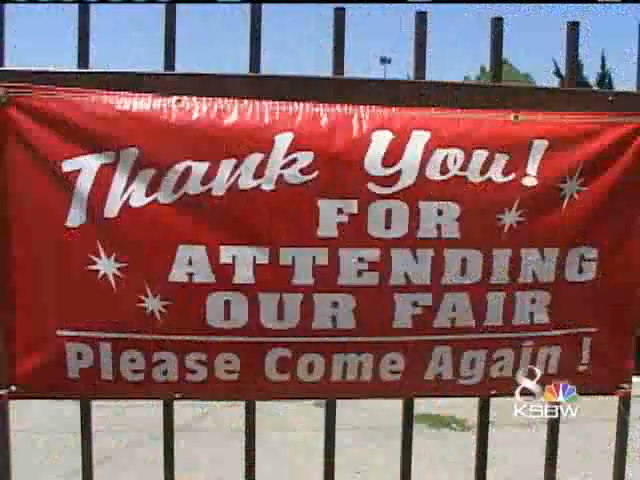 Thank You!
FOR
ATTENDING
OUR FAIR
Please Come Again!
8
KSBW